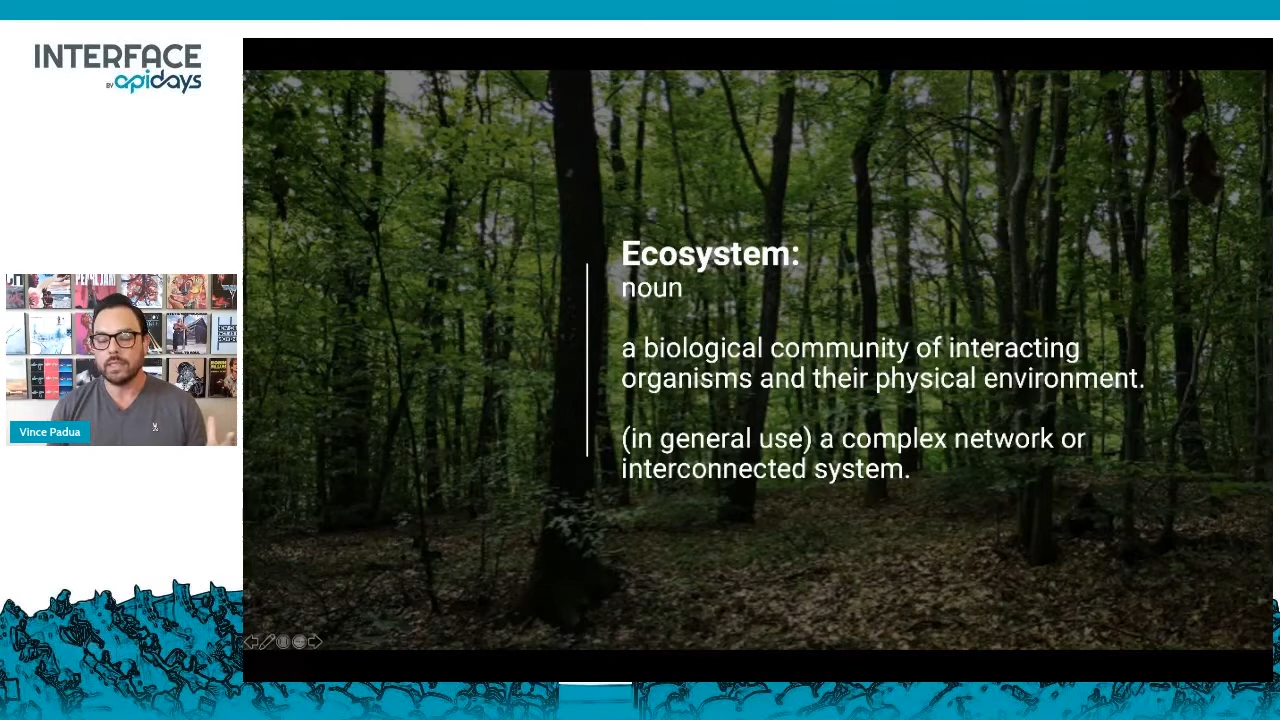 INTERFACE
BY apidays
Vince Padua
Ecosystem:
noun
a biological community of interacting
organisms and their physical environment.
(in general use) a complex network or
interconnected system.